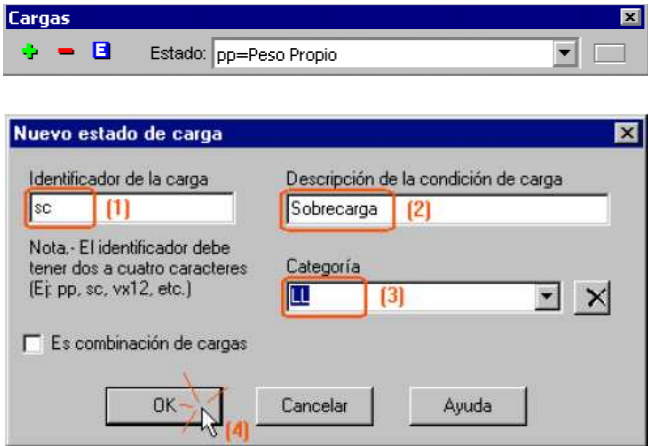 Cargas
E Estado: pp=Peso Propio
Nuevo estado de carga
Identificador de la carga
sc (1)
Descripción de la condición de carga
Sobrecarga (2)
Nota.- El identificador debe
tener dos a cuatro caracteres
(Ej: pp, sc, vx12, etc.)
Categoría
LL (3)
Es combinación de cargas
OK (4)
Cancelar
Ayuda